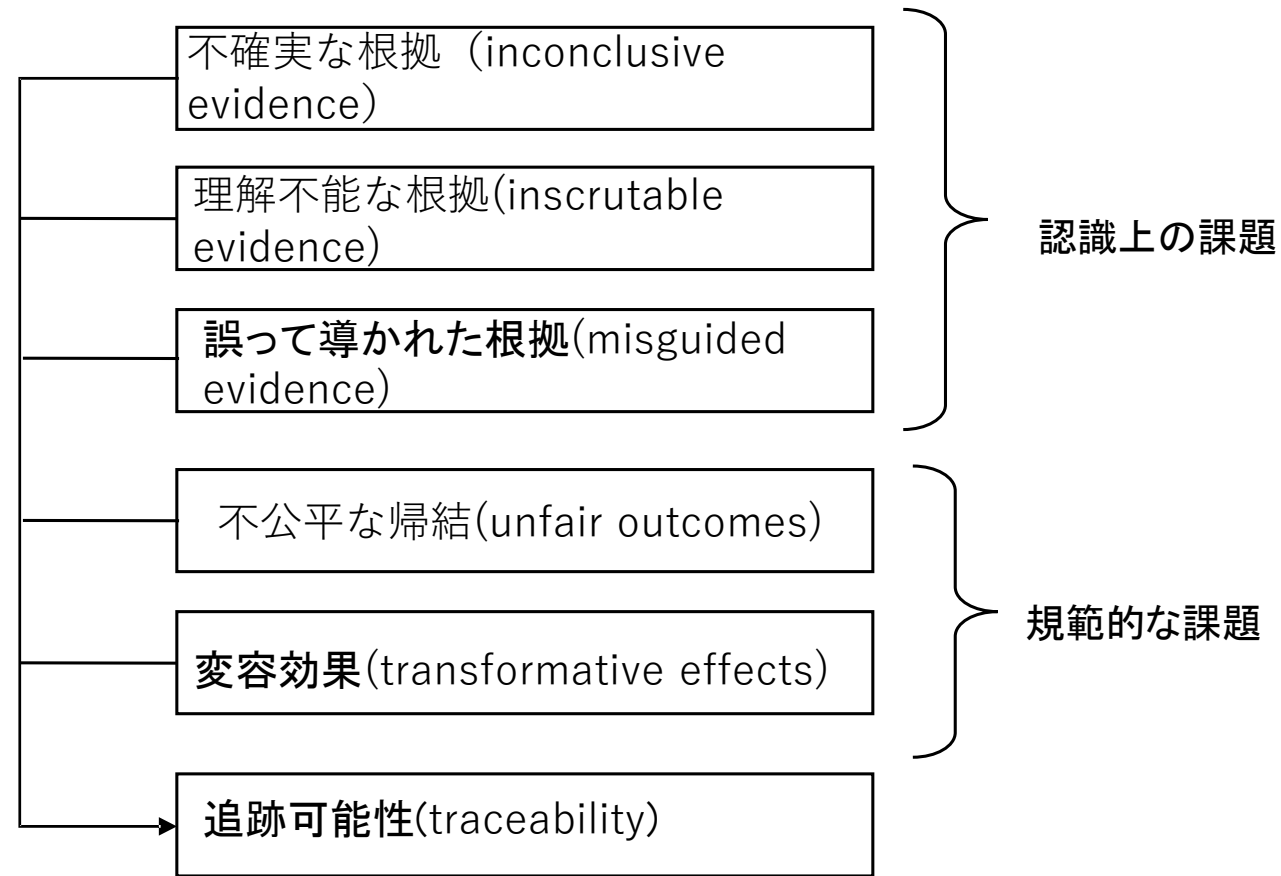 不確実な根拠（inconclusive
evidence）
理解不能な根拠(inscrutable
evidence)
誤って導かれた根拠(misguided
evidence)
認識上の課題
不公平な帰結(unfair outcomes)
変容効果(transformative effects)
規範的な課題
追跡可能性(traceability)